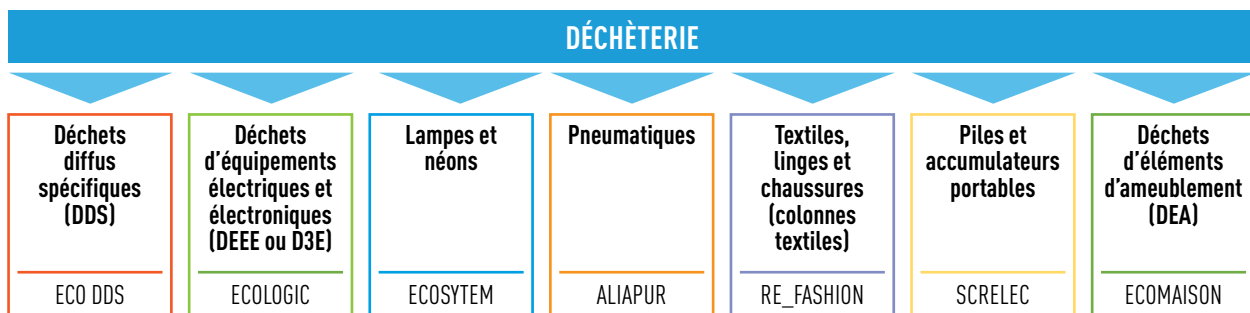 DÉCHÈTERIE
Déchets
diffus
spécifiques
(DDS)
ECO DDS
Déchets
d'équipements
électriques et
électroniques
(DEEE ou D3E)
ECOLOGIC
Lampes et
néons
ECOSYTEM
Pneumatiques
ALIAPUR
Textiles,
linges et
chaussures
(colonnes
textiles)
RE_FASHION
Piles et
accumulateurs
portables
SCRELEC
Déchets
d'éléments
d'ameublement
(DEA)
ECOMAISON